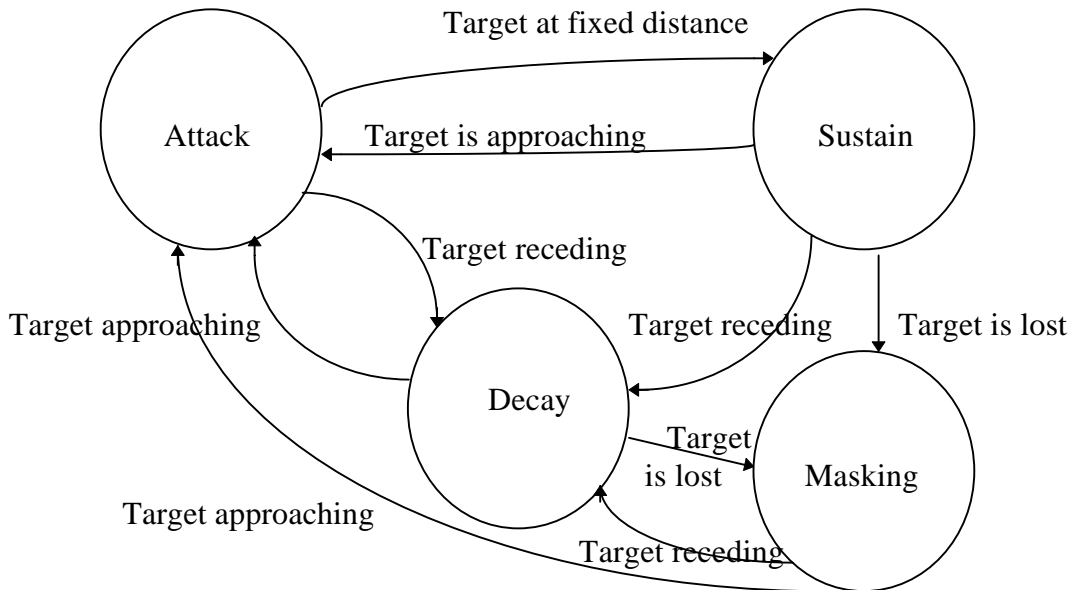 Target at fixed distance
Attack
Target is approaching
Sustain
Target receding
Target approaching
Target receding
Target is lost
Decay
Target
is lost
Masking
Target approaching
Target receding